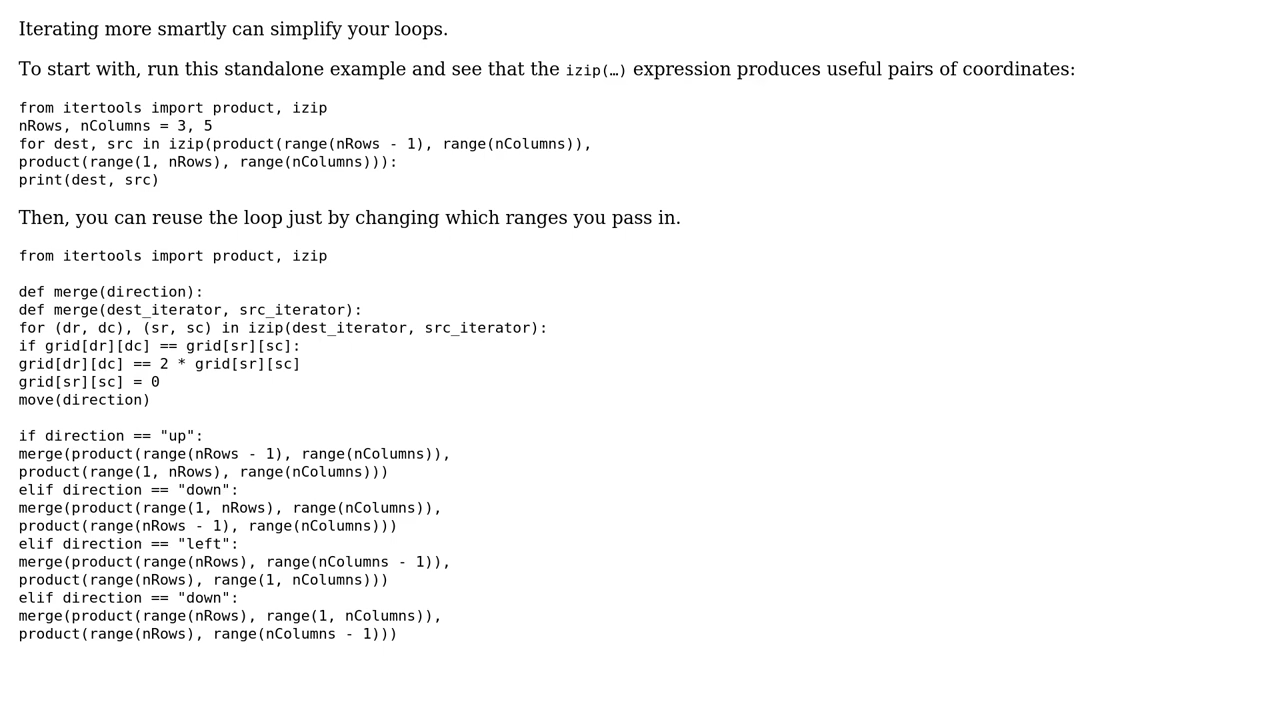 Iterating more smartly can simplify your loops.
To start with, run this standalone example and see that the izip(…) expression produces useful pairs of coordinates:
from itertools import product, izip
nRows, nColumns = 3, 5
for dest, src in izip(product(range(nRows - 1), range(nColumns)),
product(range(1, nRows), range(nColumns))):
print(dest, src)
Then, you can reuse the loop just by changing which ranges you pass in.
from itertools import product, izip
def merge(direction):
def merge(dest_iterator, src_iterator):
for (dr, dc), (sr, sc) in izip(dest_iterator, src_iterator):
if grid[dr][dc] == grid[sr][sc]:
grid[dr][dc] == 2 * grid[sr][sc]
grid[sr][sc] = 0
move(direction)
if direction == "up":
merge(product(range(nRows - 1), range(nColumns)),
product(range(1, nRows), range(nColumns)))
elif direction == "down":
merge(product(range(1, nRows), range(nColumns)),
product(range(nRows - 1), range(nColumns)))
elif direction == "left":
merge(product(range(nRows), range(nColumns - 1)),
product(range(nRows), range(1, nColumns)))
elif direction == "down":
merge(product(range(nRows), range(1, nColumns)),
product(range(nRows), range(nColumns - 1)))